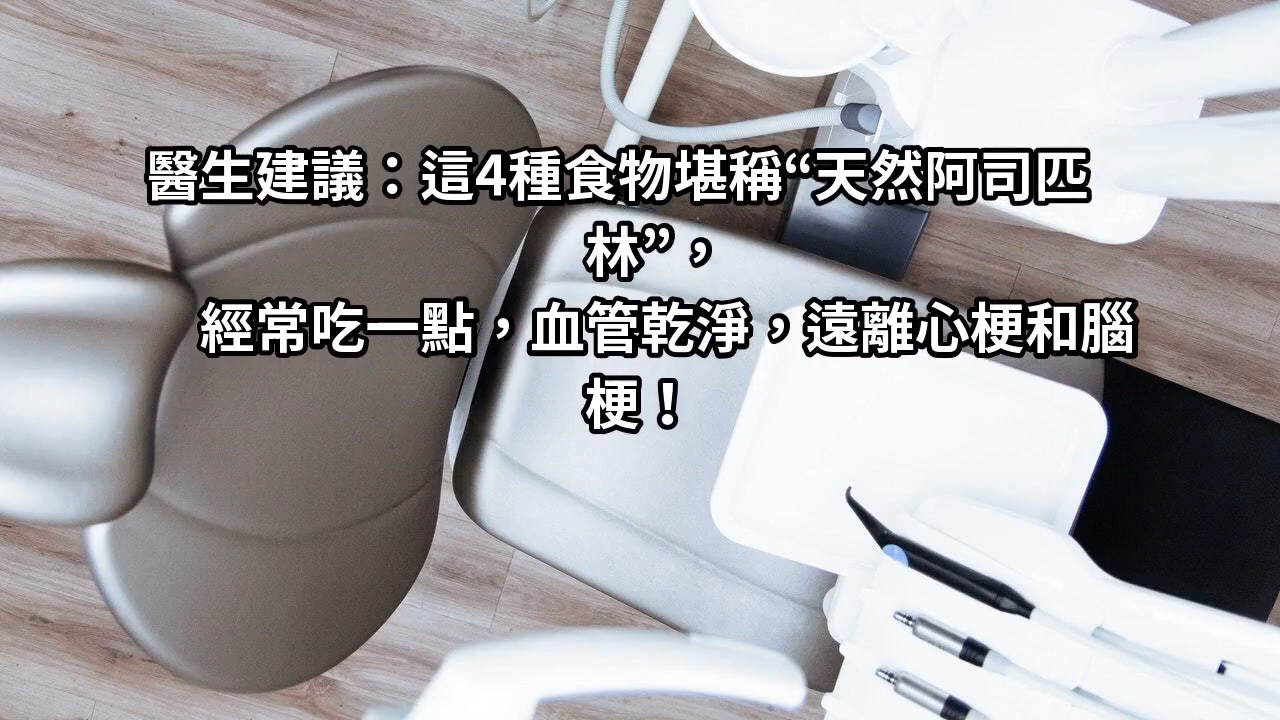 醫生建議：這4種食物堪稱“天然阿司匹
林”，
經常吃一點，血管乾淨，遠離心梗和腦
梗！